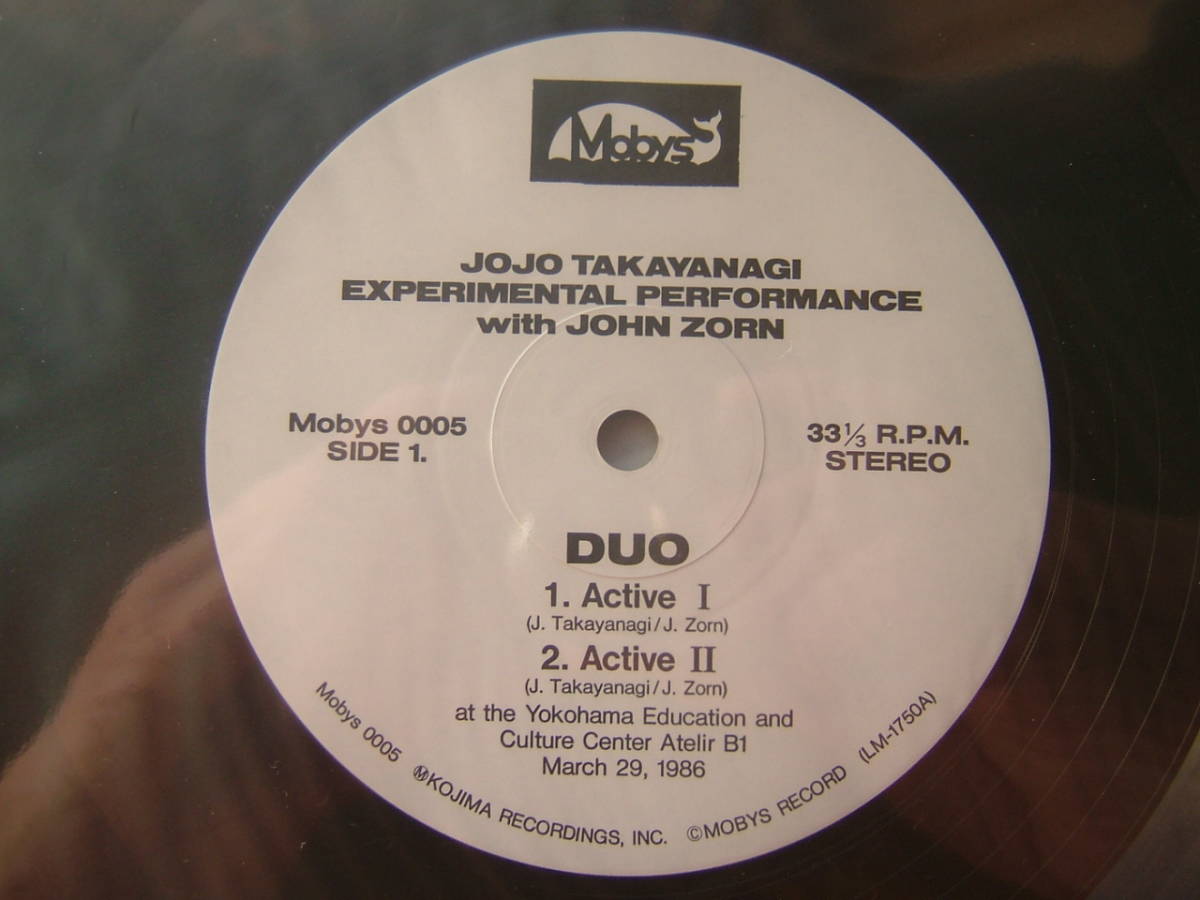 Mobys
JOJO TAKAYANAGI
EXPERIMENTAL PERFORMANCE
with JOHN ZORN
Mobys 0005
SIDE 1.
33 1/3 R.P.M.
STEREO
DUO
1. Active I
(J. Takayanagi/J. Zorn)
2. Active II
(J. Takayanagi/J. Zorn)
at the Yokohama Education and
Culture Center Atelir B1
March 29, 1986
Mobys 0005 ⓂKOJIMA RECORDINGS, INC. ©MOBYS RECORD (LM-1750A)